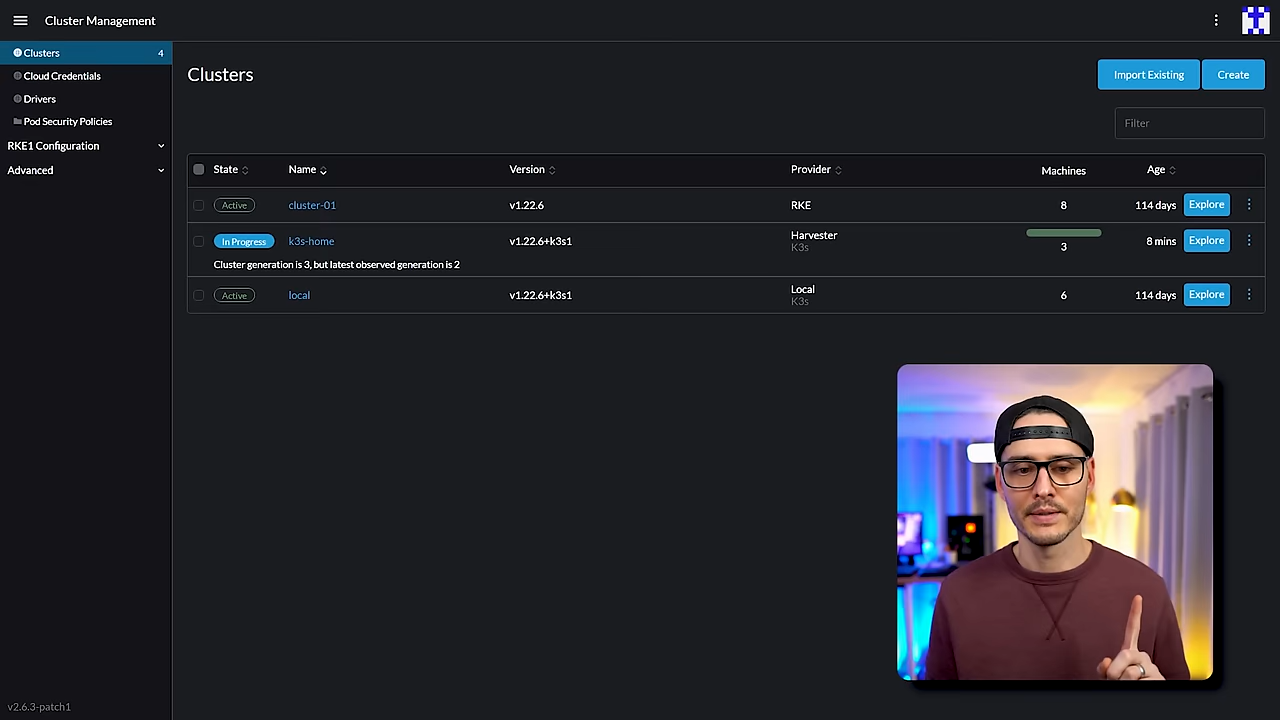 Cluster Management
Clusters 4
Cloud Credentials
Drivers
Pod Security Policies
RKE1 Configuration
Advanced
v2.6.3-patch1
Clusters
Import Existing
Create
Filter
State Name Version Provider Machines Age
Active cluster-01 v1.22.6 RKE 8 114 days Explore
In Progress k3s-home v1.22.6+k3s1 Harvester 3 8 mins Explore
K3s
Cluster generation is 3, but latest observed generation is 2
Active local v1.22.6+k3s1 Local 6 114 days Explore
K3s